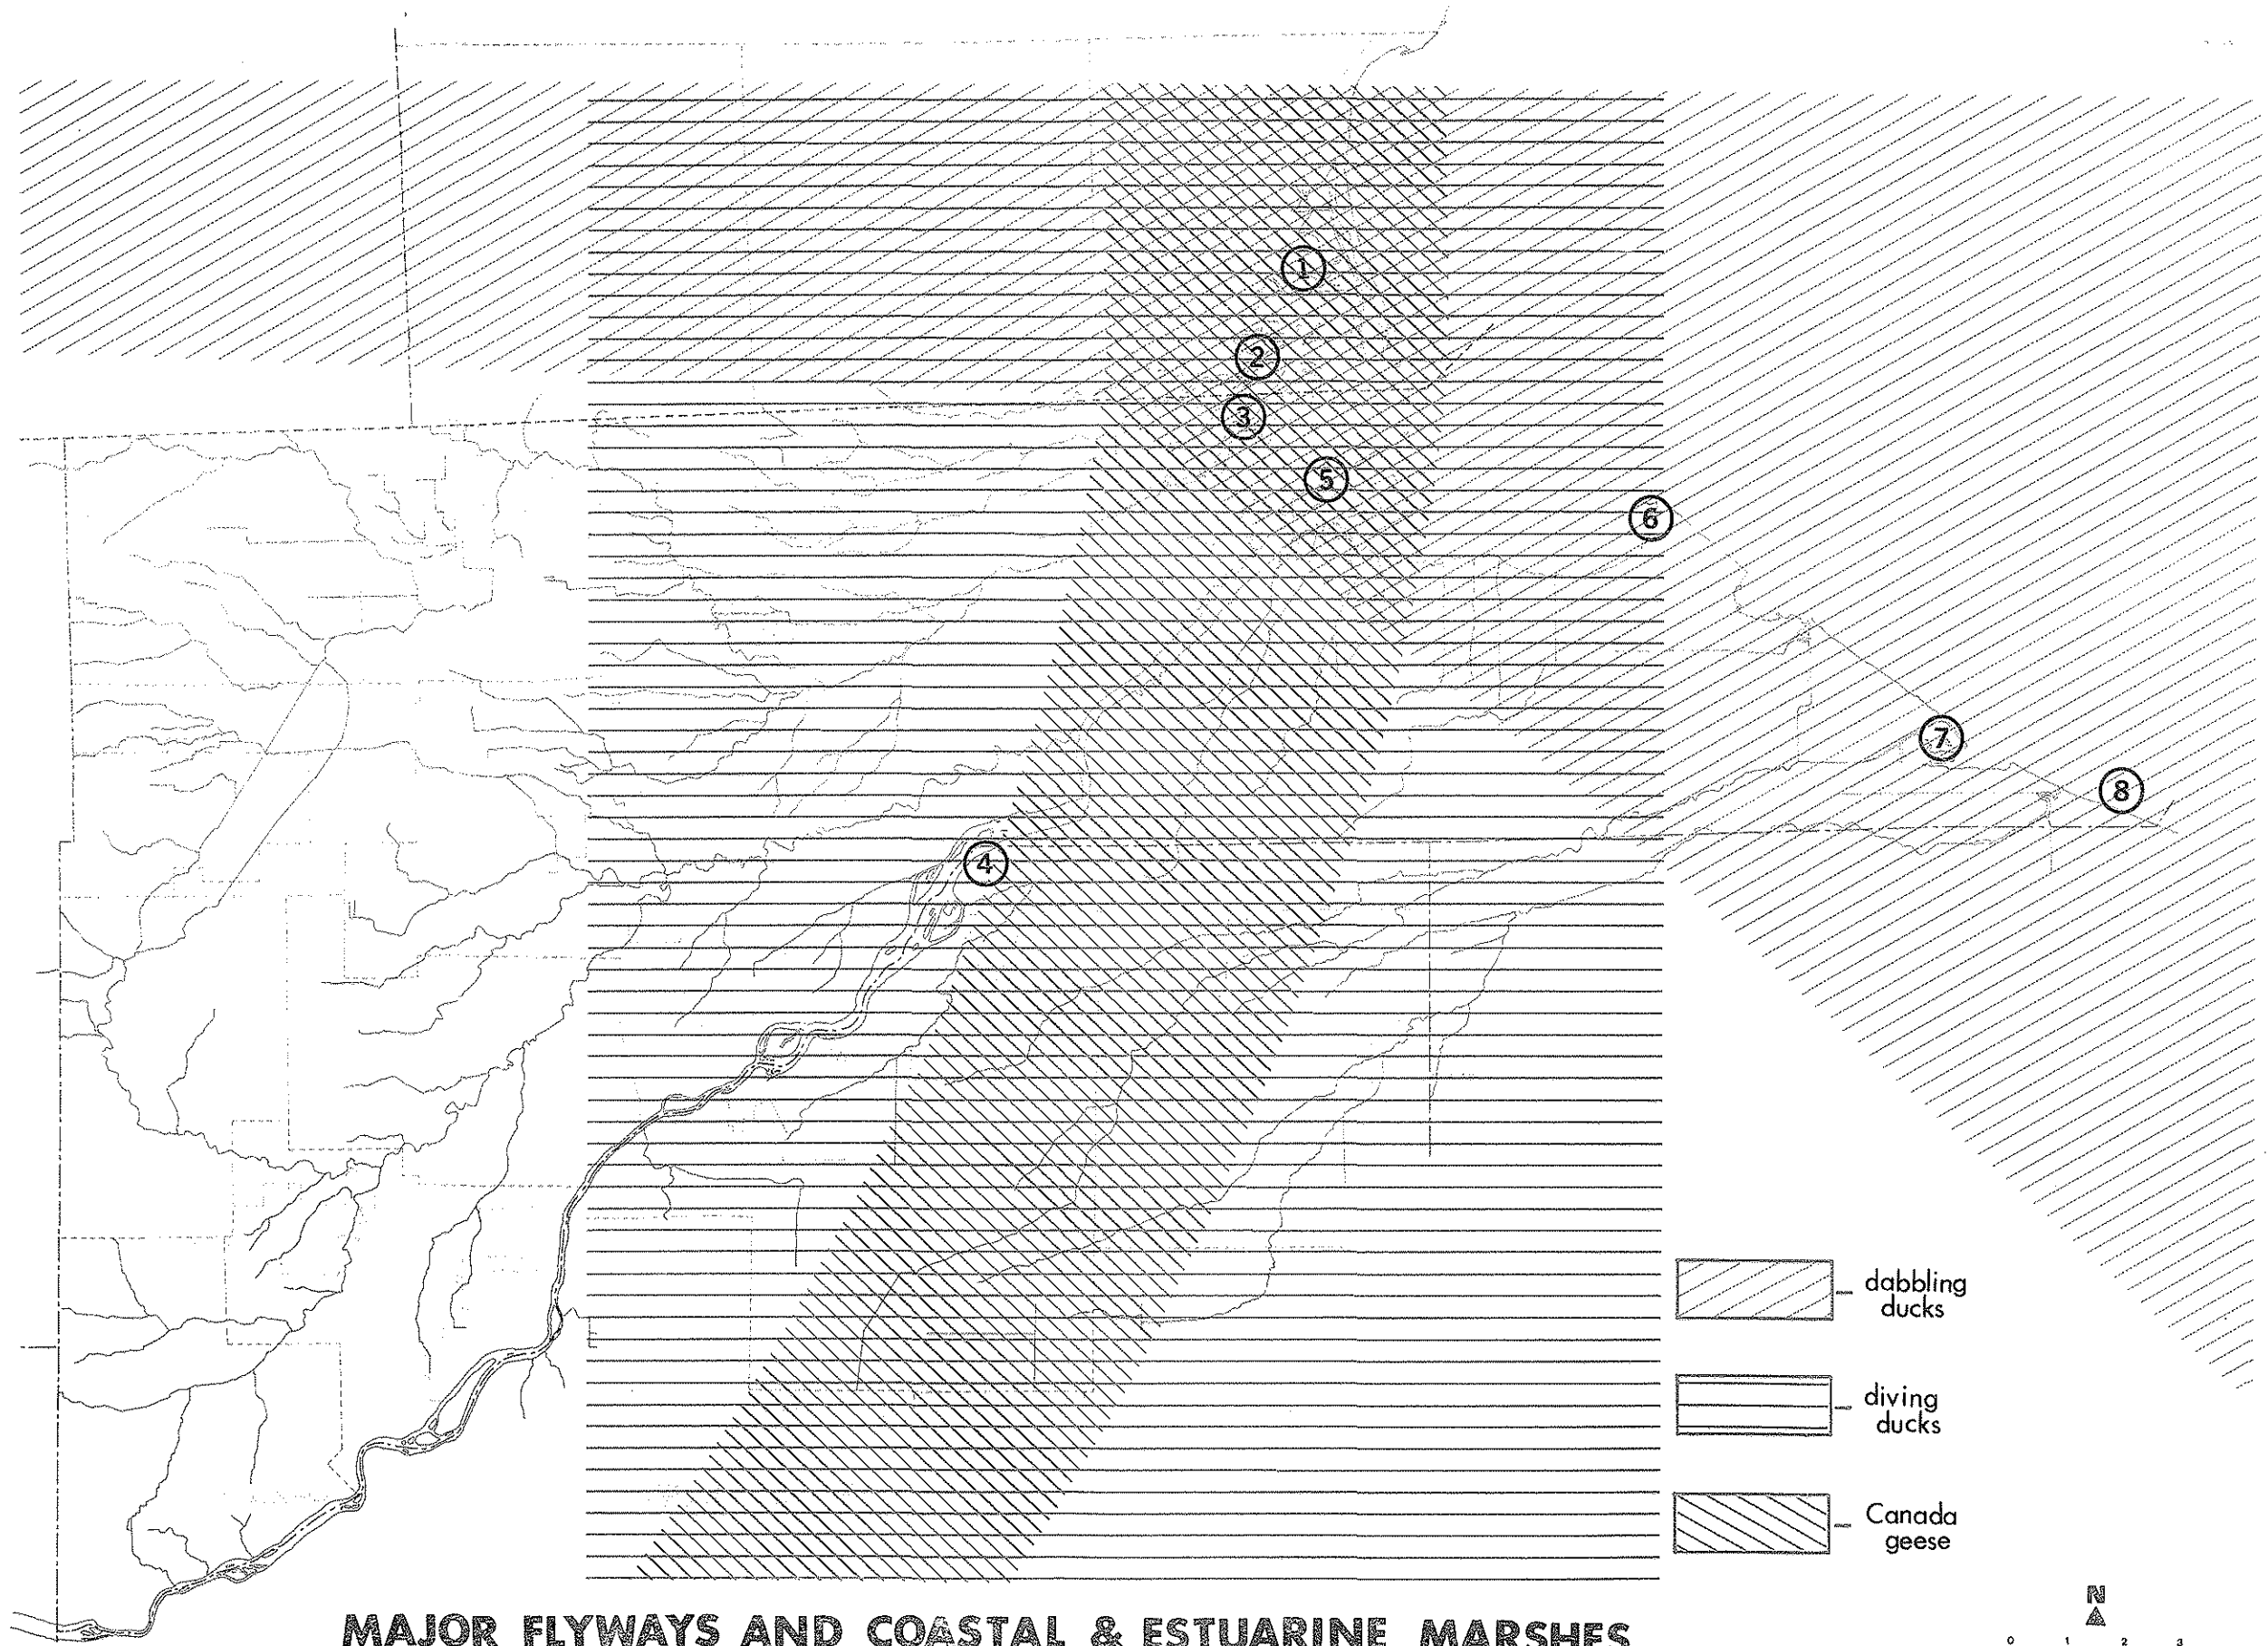 1
2
3
5
6
7
8
4
dabbling
ducks
diving
ducks
Canada
geese
N
MAJOR FLYWAYS AND COASTAL & ESTUARINE MARSHES
0 1 2 3